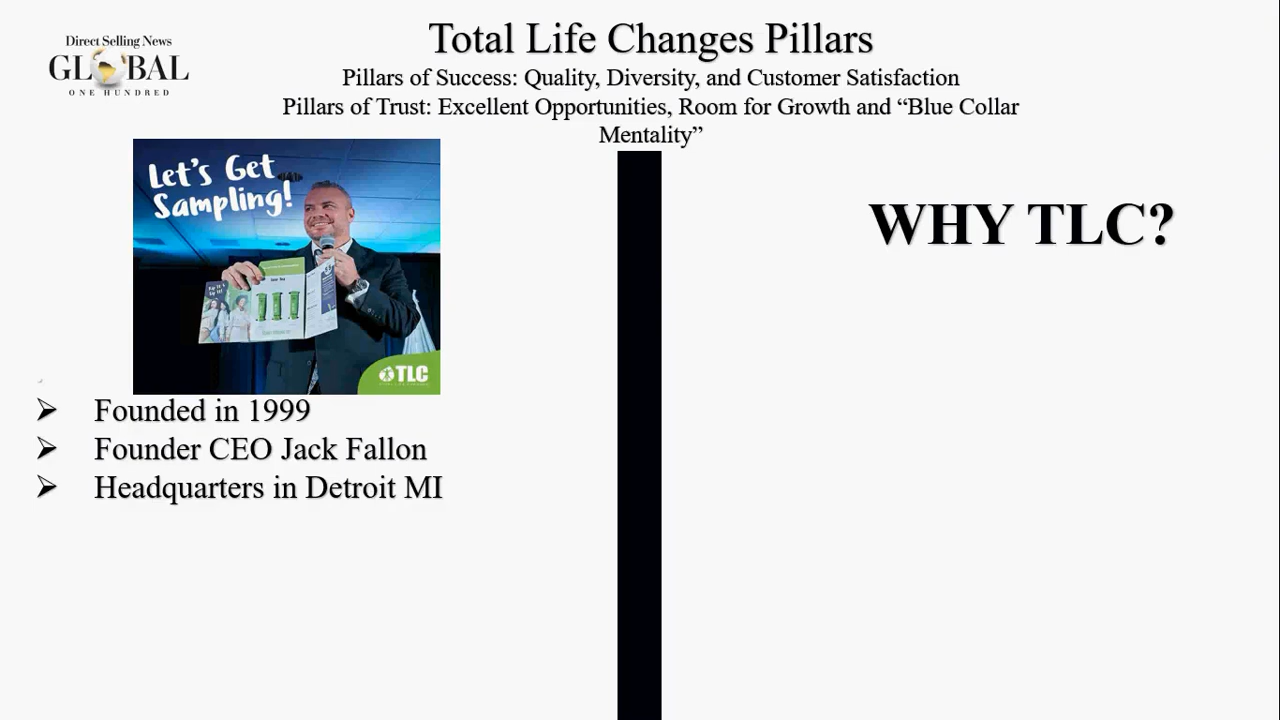 Direct Selling News
GLOBAL
ONE HUNDRED
Total Life Changes Pillars
Pillars of Success: Quality, Diversity, and Customer Satisfaction
Pillars of Trust: Excellent Opportunities, Room for Growth and “Blue Collar
Mentality”
Let's Get
Sampling!
TLC
➢ Founded in 1999
➢ Founder CEO Jack Fallon
➢ Headquarters in Detroit MI
WHY TLC?